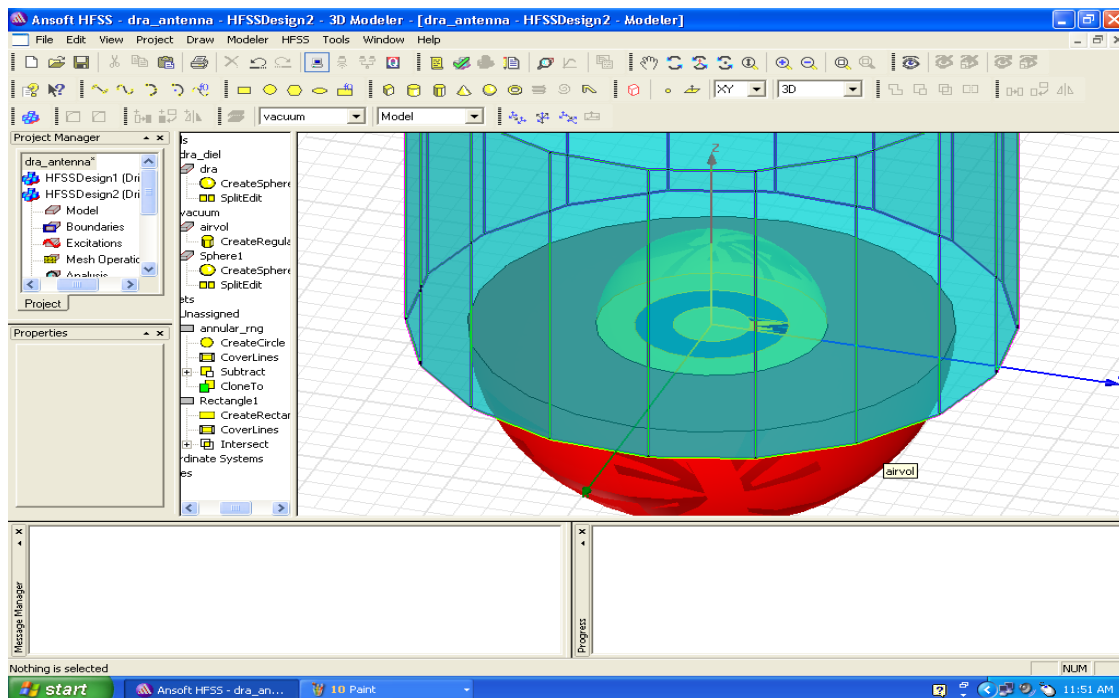 Ansoft HFSS - dra_antenna - HFSSDesign2 - 3D Modeler - [dra_antenna - HFSSDesign2 - Modeler]
File Edit View Project Draw Modeler HFSS Tools Window Help
XY 3D
vacuum Model
Project Manager
dra_antenna*
HFSSDesign1 (Dri
HFSSDesign2 (Dri
Model
Boundaries
Excitations
Mesh Operatic
Analysis
Project
Properties
ls
dra_diel
dra
CreateSphere
SplitEdit
vacuum
airvol
CreateRegula
Sphere1
CreateSphere
SplitEdit
ets
Unassigned
annular_rng
CreateCircle
CoverLines
Subtract
CloneTo
Rectangle1
CreateRectar
CoverLines
Intersect
rdinate Systems
es
Z
airvol
Message Manager
Progress
Nothing is selected
NUM
start
Ansoft HFSS - dra_an...
10 Paint
11:51 AM